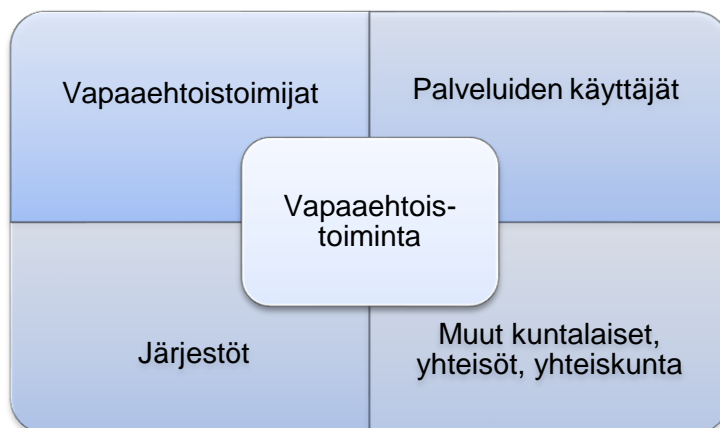 Vapaaehtoistoimijat
Palveluiden käyttäjät
Vapaaehtois-
toiminta
Järjestöt
Muut kuntalaiset,
yhteisöt, yhteiskunta